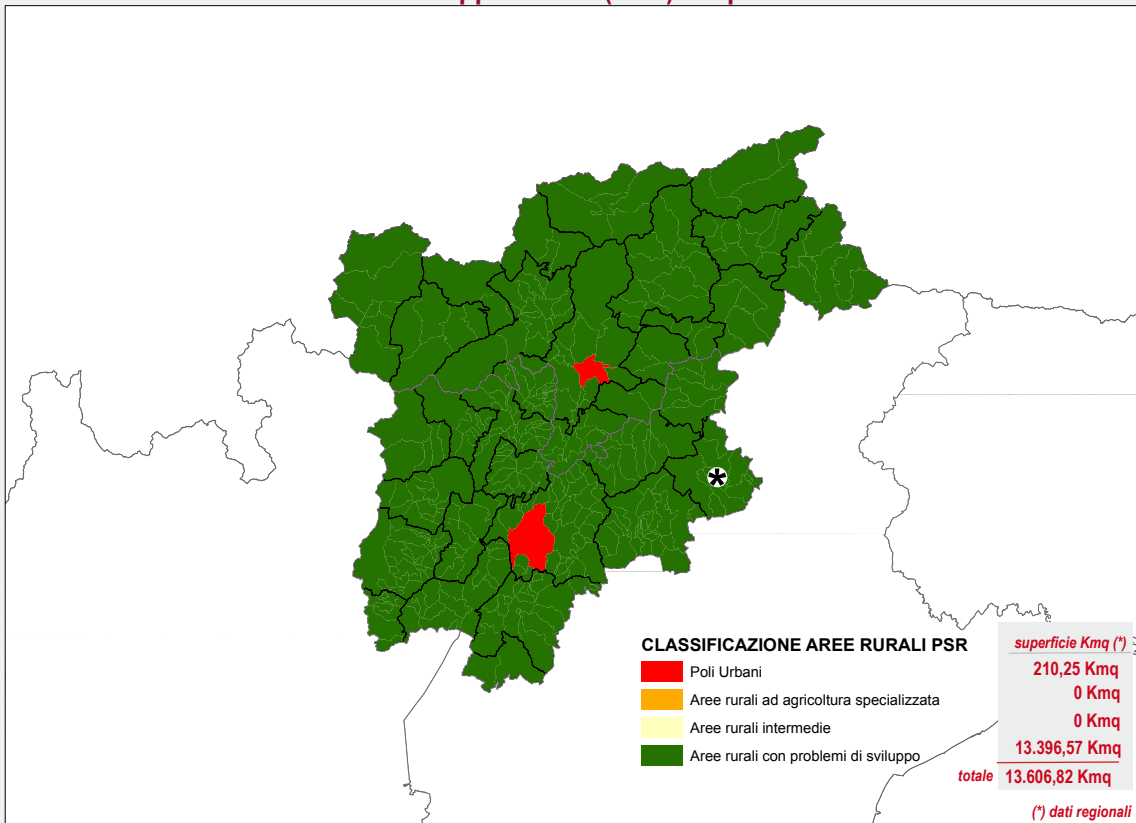 CLASSIFICAZIONE AREE RURALI PSR
superficie Kmq (*)
Poli Urbani
210,25 Kmq
Aree rurali ad agricoltura specializzata
0 Kmq
Aree rurali intermedie
0 Kmq
Aree rurali con problemi di sviluppo
13.396,57 Kmq
totale 13.606,82 Kmq
(*) dati regionali